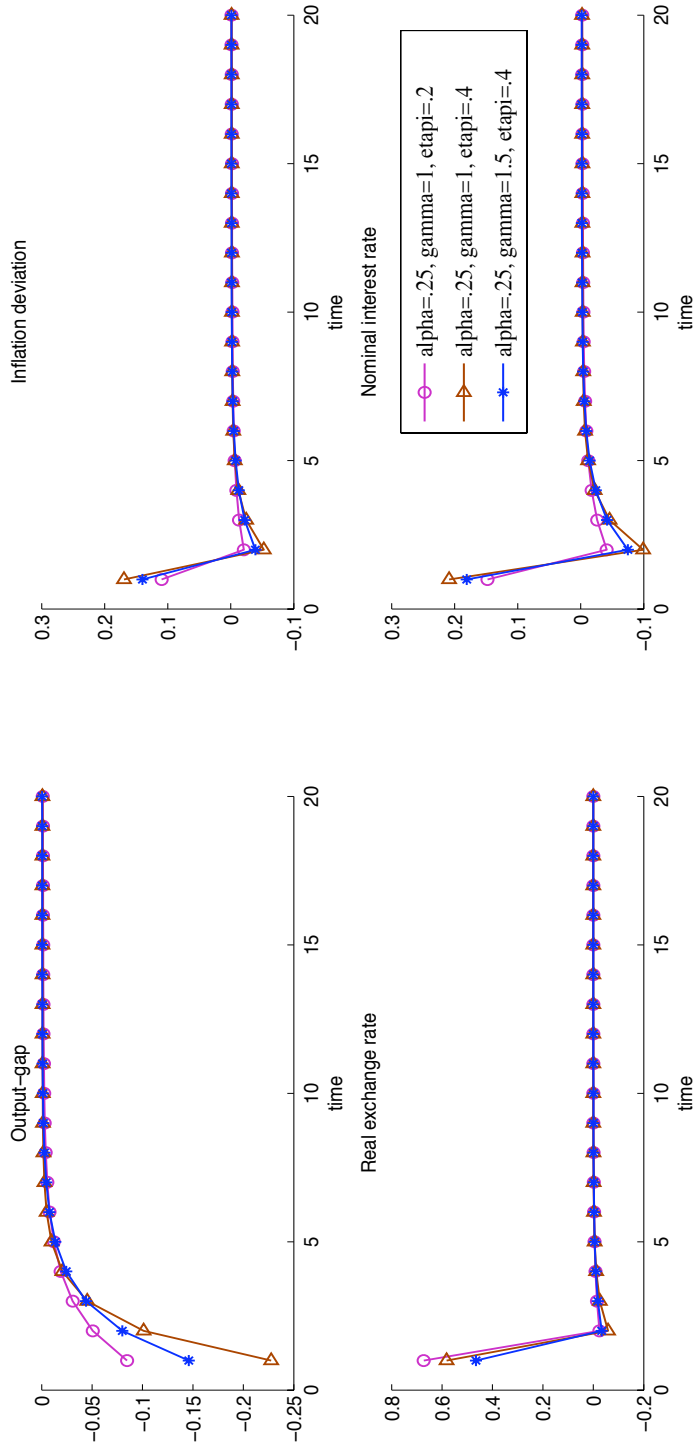 Output−gap
0
−0.05
−0.1
−0.15
−0.2
−0.25
0 5 10 15 20
time
Inflation deviation
0.3
0.2
0.1
0
−0.1
0 5 10 15 20
time
Real exchange rate
0.8
0.6
0.4
0.2
0
−0.2
0 5 10 15 20
time
Nominal interest rate
0.3
0.2
0.1
0
−0.1
0 5 10 15 20
time
alpha=.25, gamma=1, etapi=.2
alpha=.25, gamma=1, etapi=.4
alpha=.25, gamma=1.5, etapi=.4